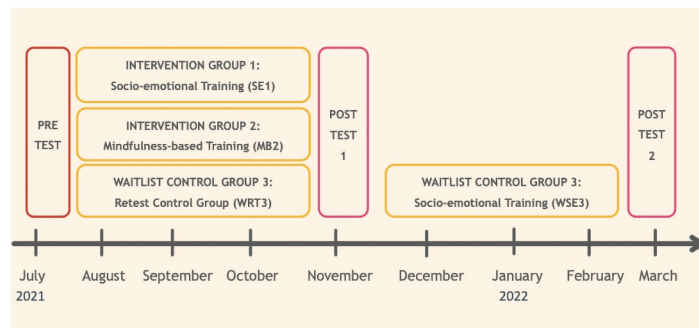 PRE
TEST
INTERVENTION GROUP 1:
Socio-emotional Training (SE1)
INTERVENTION GROUP 2:
Mindfulness-based Training (MB2)
WAITLIST CONTROL GROUP 3:
Retest Control Group (WRT3)
POST
TEST
1
WAITLIST CONTROL GROUP 3:
Socio-emotional Training (WSE3)
POST
TEST
2
July
2021
August
September
October
November
December
January
2022
February
March